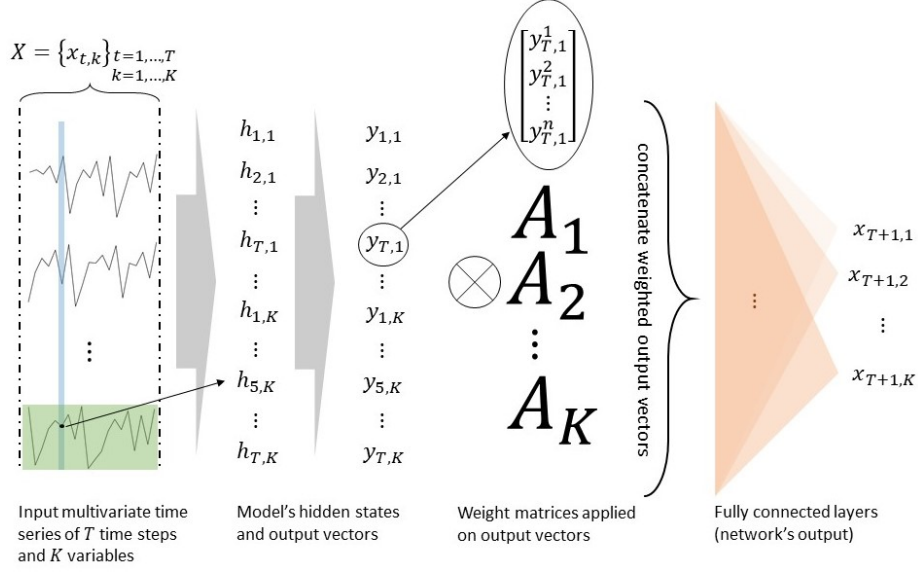 X = {x_{t,k}}_{t=1,…,T
k=1,…,K}
h_{1,1}
h_{2,1}
⋮
h_{T,1}
⋮
h_{1,K}
⋮
h_{5,K}
⋮
h_{T,K}
y_{1,1}
y_{2,1}
⋮
y_{T,1}
⋮
y_{1,K}
⋮
y_{5,K}
⋮
y_{T,K}
y^1_{T,1}
y^2_{T,1}
⋮
y^n_{T,1}
⊗
A_1
A_2
⋮
A_K
concatenate weighted output vectors
⋮
x_{T+1,1}
x_{T+1,2}
⋮
x_{T+1,K}
Input multivariate time
series of T time steps
and K variables
Model's hidden states
and output vectors
Weight matrices applied
on output vectors
Fully connected layers
(network's output)